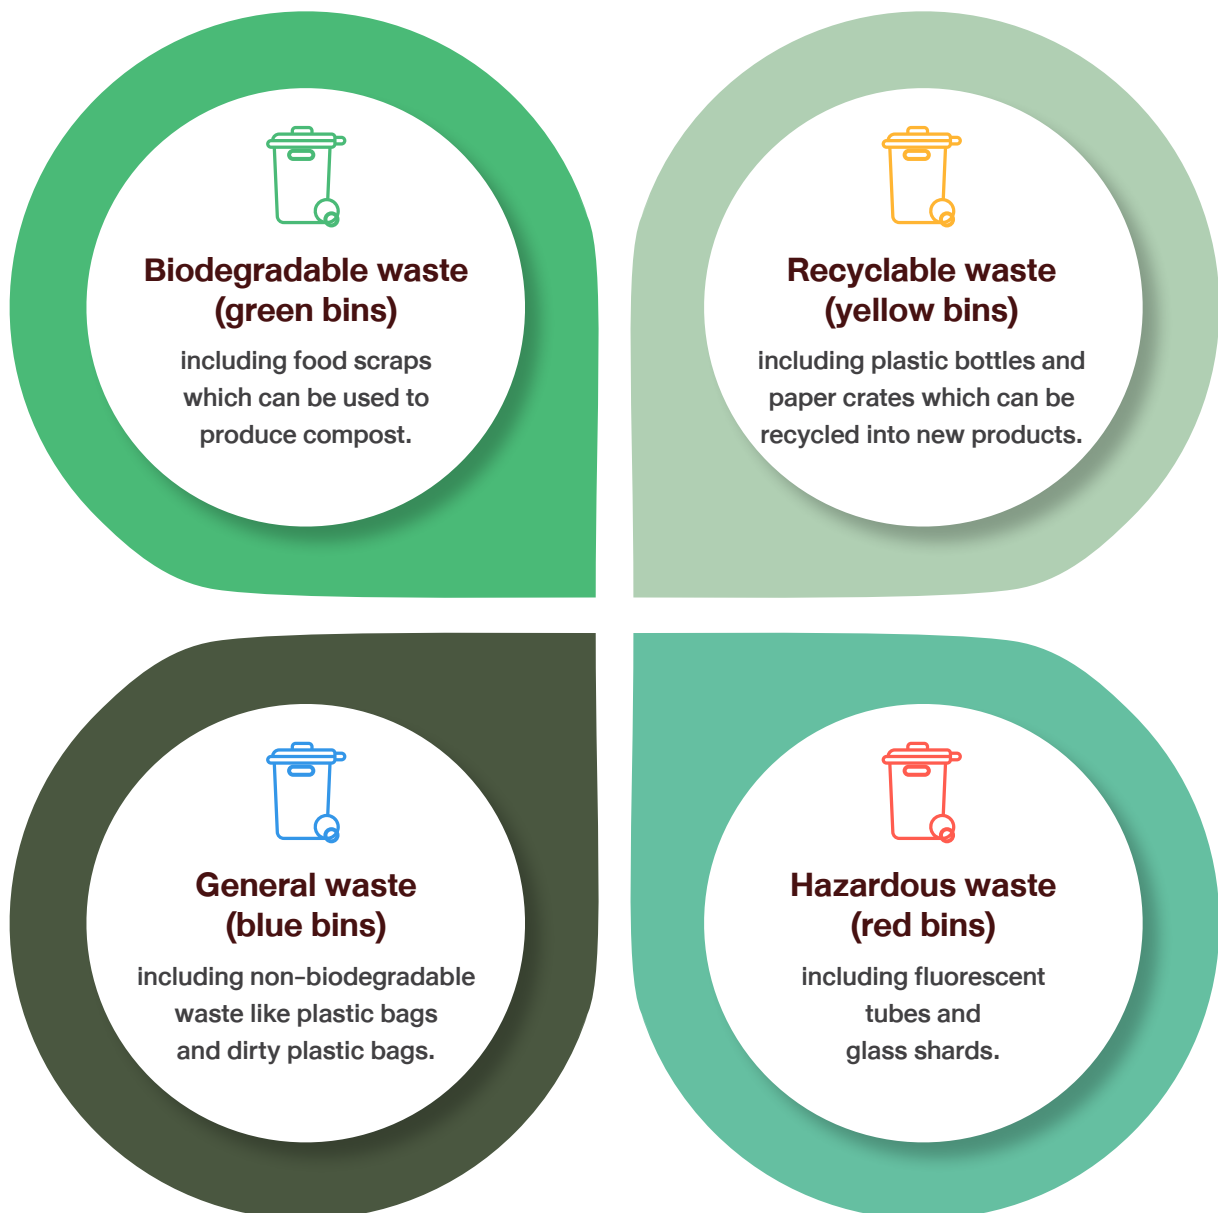 Biodegradable waste
(green bins)
including food scraps
which can be used to
produce compost.
Recyclable waste
(yellow bins)
including plastic bottles and
paper crates which can be
recycled into new products.
General waste
(blue bins)
including non-biodegradable
waste like plastic bags
and dirty plastic bags.
Hazardous waste
(red bins)
including fluorescent
tubes and
glass shards.